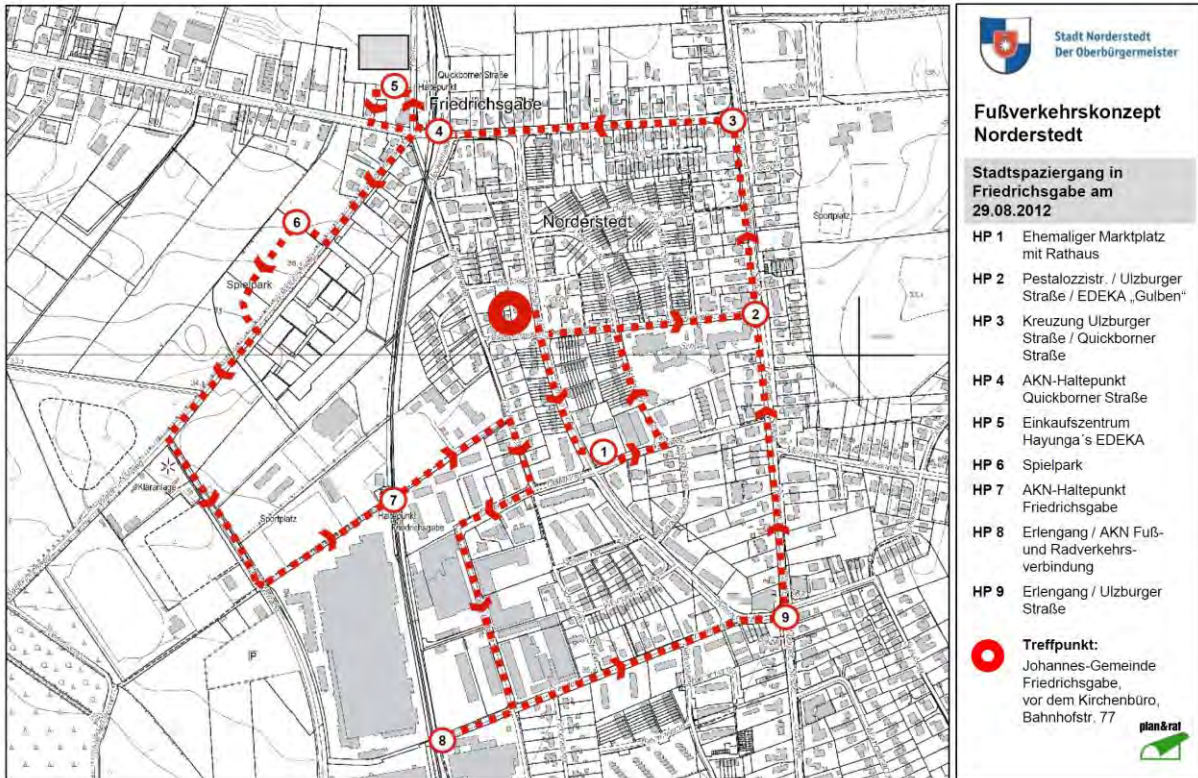 Stadt Norderstedt
Der Oberbürgermeister
Fußverkehrskonzept
Norderstedt
Stadtspaziergang in
Friedrichsgabe am
29.08.2012
HP 1 Ehemaliger Marktplatz
mit Rathaus
HP 2 Pestalozzistr. / Ulzburger
Straße / EDEKA „Gulben"
HP 3 Kreuzung Ulzburger
Straße / Quickborner
Straße
HP 4 AKN-Haltepunkt
Quickborner Straße
HP 5 Einkaufszentrum
Hayunga´s EDEKA
HP 6 Spielpark
HP 7 AKN-Haltepunkt
Friedrichsgabe
HP 8 Erlengang / AKN Fuß-
und Radverkehrs-
verbindung
HP 9 Erlengang / Ulzburger
Straße
Treffpunkt:
Johannes-Gemeinde
Friedrichsgabe,
vor dem Kirchenbüro,
Bahnhofstr. 77
plan&rat
Quickborner Straße
Haltepunkt
5
Friedrichsgabe
4
3
6
Norderstedt
Sportplatz
Spielpark
2
1
Kläranlage
7
Sportplatz
Haltepunkt
Friedrichsgabe
9
P
8